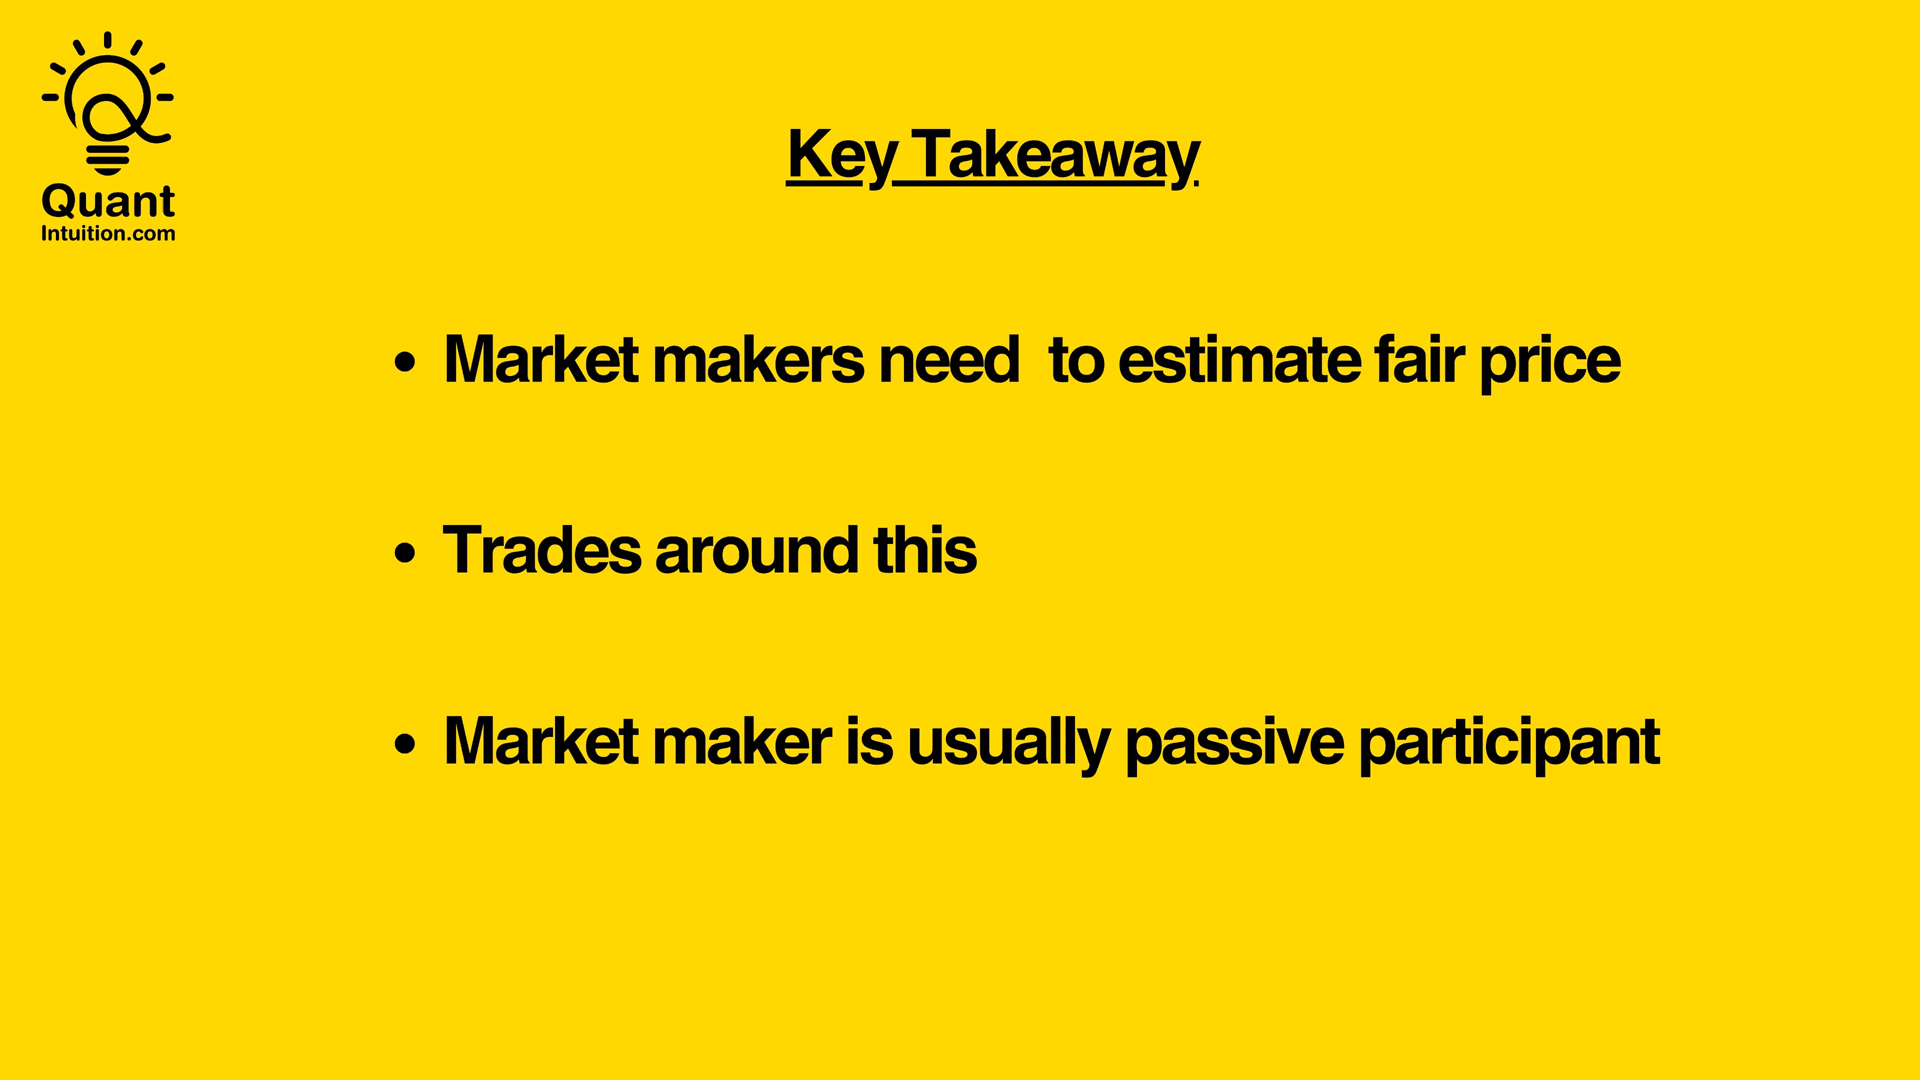 Quant
Intuition.com
Key Takeaway
• Market makers need  to estimate fair price
• Trades around this
• Market maker is usually passive participant